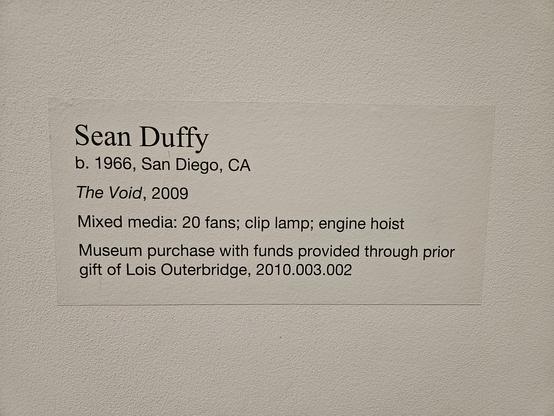 Sean Duffy
b. 1966, San Diego, CA
The Void, 2009
Mixed media: 20 fans; clip lamp; engine hoist
Museum purchase with funds provided through prior
gift of Lois Outerbridge, 2010.003.002